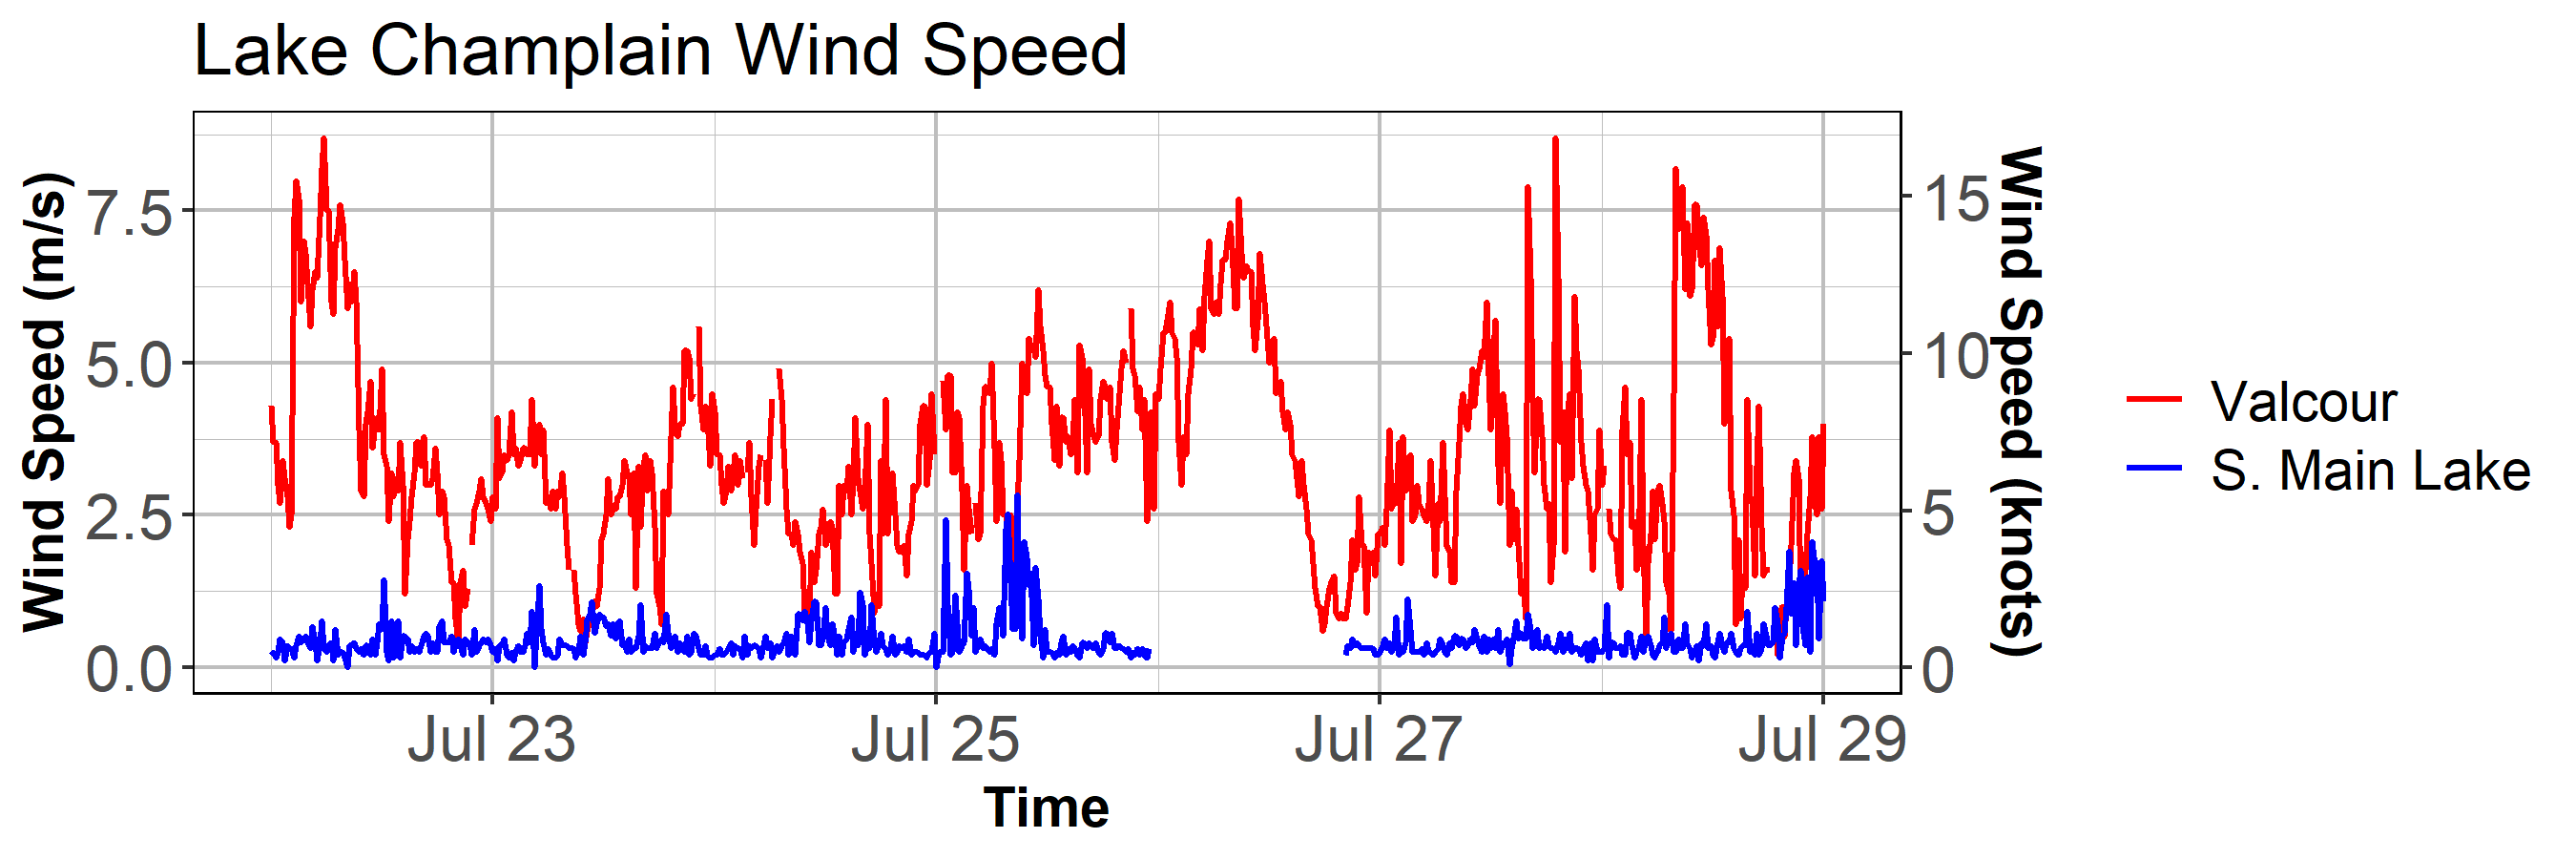 Lake Champlain Wind Speed
Wind Speed (m/s)
7.5
5.0
2.5
0.0
15
10
5
0
Wind Speed (knots)
Jul 23
Jul 25
Jul 27
Jul 29
Time
Valcour
S. Main Lake